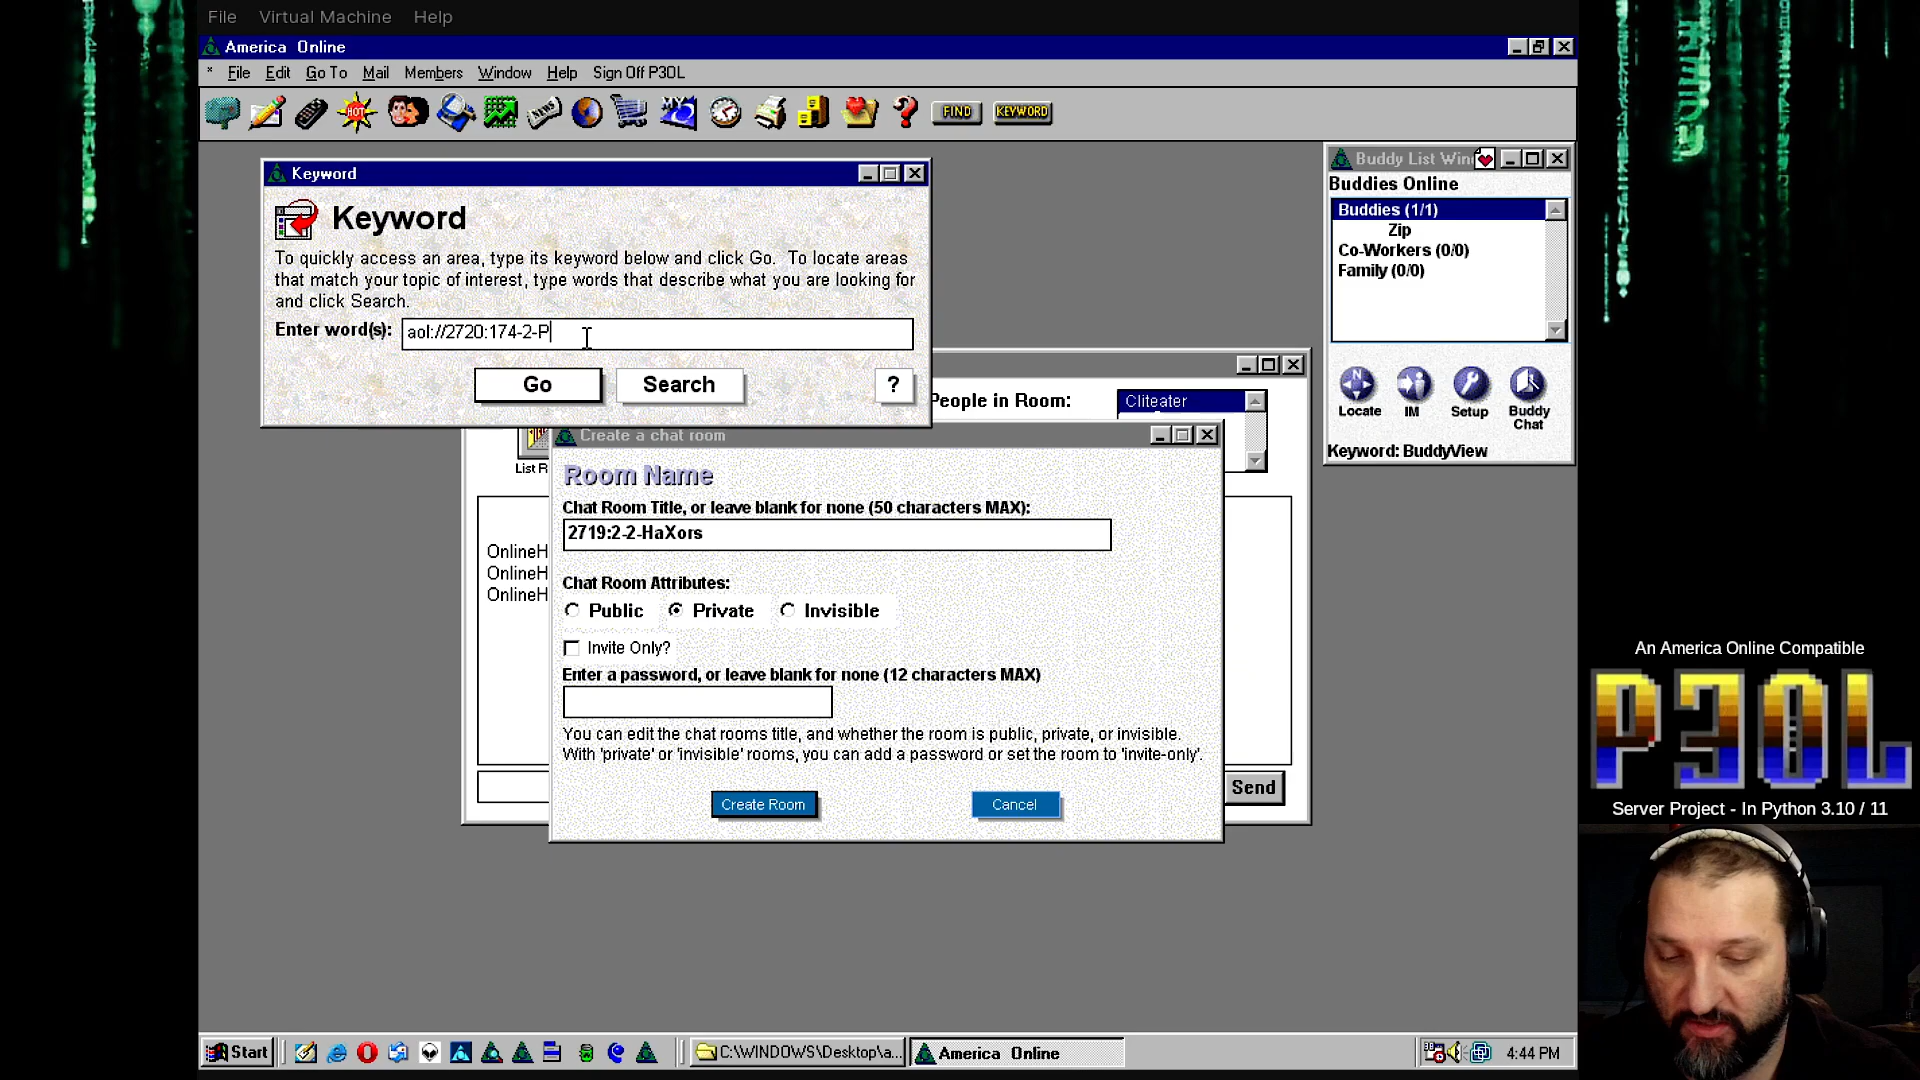 File Virtual Machine Help
America Online
* File Edit Go To Mail Members Window Help Sign Off P3OL
HOT
MY
FIND KEYWORD
Keyword
Keyword
To quickly access an area, type its keyword below and click Go. To locate areas
that match your topic of interest, type words that describe what you are looking for
and click Search.
Enter word(s): aol://2720:174-2-P
Go Search ?
People in Room: Cliteater
List R
OnlineH
OnlineH
OnlineH
Send
Create a chat room
Room Name
Chat Room Title, or leave blank for none (50 characters MAX):
2719:2-2-HaXors
Chat Room Attributes:
Public Private Invisible
Invite Only?
Enter a password, or leave blank for none (12 characters MAX)
You can edit the chat rooms title, and whether the room is public, private, or invisible.
With 'private' or 'invisible' rooms, you can add a password or set the room to 'invite-only'.
Create Room Cancel
Buddy List Win
Buddies Online
Buddies (1/1)
Zip
Co-Workers (0/0)
Family (0/0)
Locate IM Setup Buddy
Chat
Keyword: BuddyView
An America Online Compatible
P3OL
Server Project - In Python 3.10 / 11
Start C:\WINDOWS\Desktop\a... America Online 4:44 PM